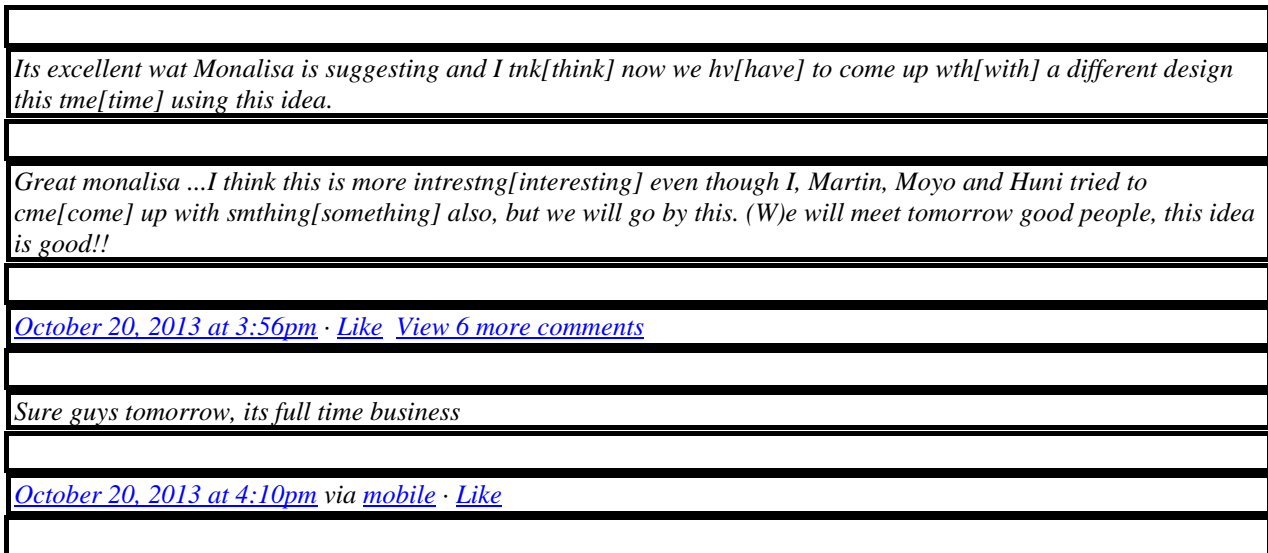 Its excellent wat Monalisa is suggesting and I tnk[think] now we hv[have] to come up wth[with] a different design
this tme[time] using this idea.
Great monalisa ...I think this is more intrestng[interesting] even though I, Martin, Moyo and Huni tried to
cme[come] up with smthing[something] also, but we will go by this. (W)e will meet tomorrow good people, this idea
is good!!
October 20, 2013 at 3:56pm · Like  View 6 more comments
Sure guys tomorrow, its full time business
October 20, 2013 at 4:10pm via mobile · Like